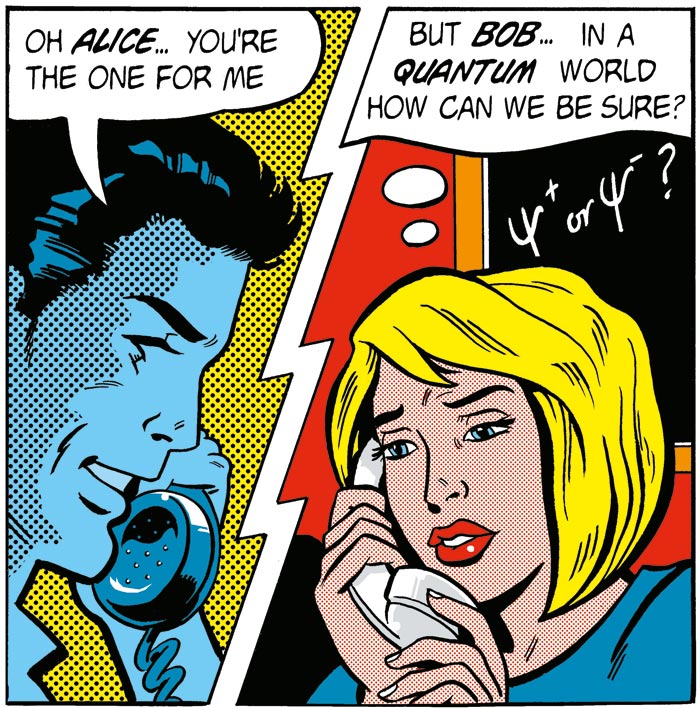 OH ALICE... YOU'RE
THE ONE FOR ME
BUT BOB... IN A
QUANTUM WORLD
HOW CAN WE BE SURE?
ψ⁺ or ψ⁻ ?